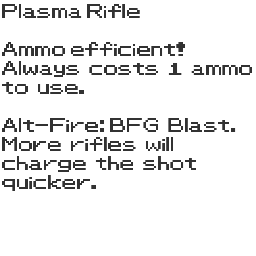 Plasma Rifle
Ammo efficient!
Always costs 1 ammo
to use.
Alt-Fire: BFG Blast.
More rifles will
charge the shot
quicker.